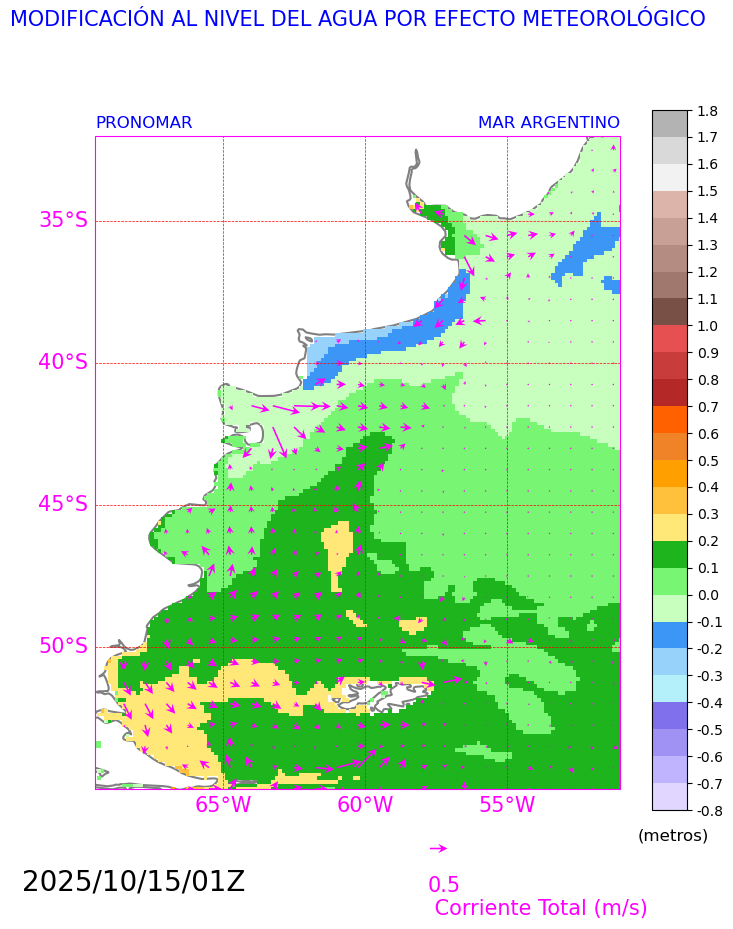 MODIFICACIÓN AL NIVEL DEL AGUA POR EFECTO METEOROLÓGICO
PRONOMAR
MAR ARGENTINO
1.8
1.7
1.6
1.5
1.4
1.3
1.2
1.1
1.0
0.9
0.8
0.7
0.6
0.5
0.4
0.3
0.2
0.1
0.0
-0.1
-0.2
-0.3
-0.4
-0.5
-0.6
-0.7
-0.8
(metros)
35°S
40°S
45°S
50°S
65°W
60°W
55°W
2025/10/15/01Z
0.5
Corriente Total (m/s)